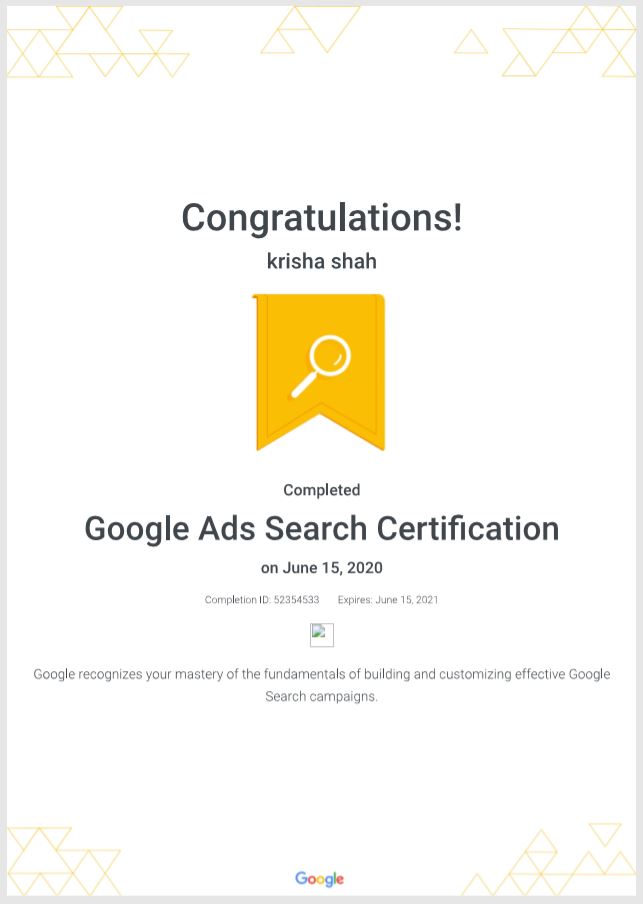 Congratulations!
krisha shah
Completed
Google Ads Search Certification
on June 15, 2020
Completion ID: 52354533 Expires: June 15, 2021
Google recognizes your mastery of the fundamentals of building and customizing effective Google
Search campaigns.
Google